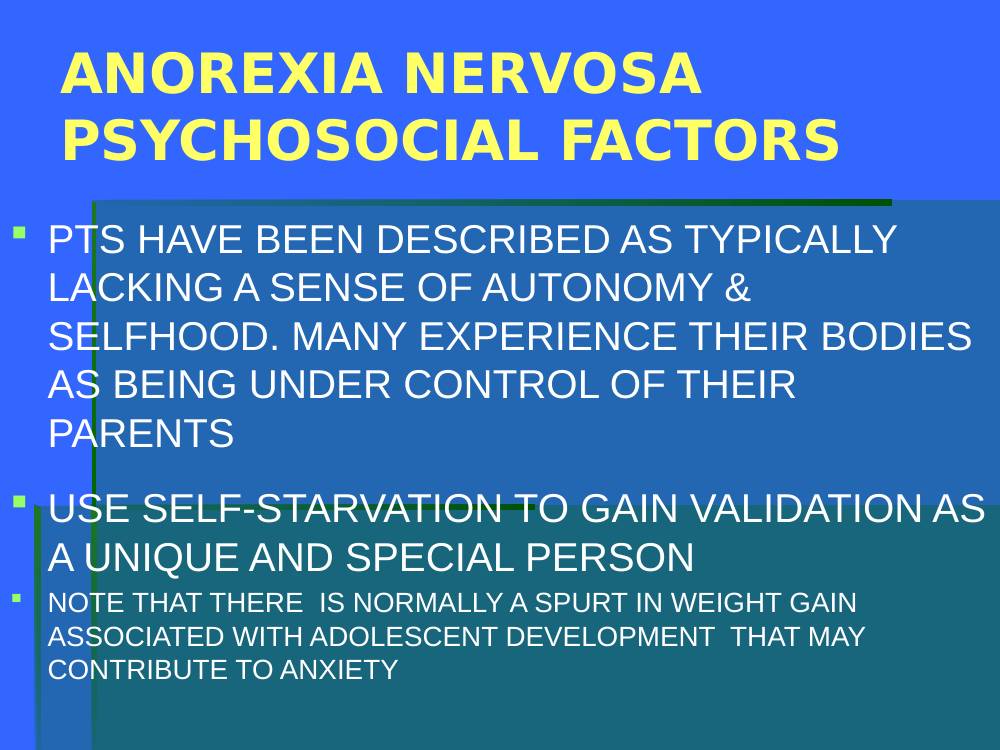 ANOREXIA NERVOSA
PSYCHOSOCIAL FACTORS
PTS HAVE BEEN DESCRIBED AS TYPICALLY
LACKING A SENSE OF AUTONOMY &
SELFHOOD. MANY EXPERIENCE THEIR BODIES
AS BEING UNDER CONTROL OF THEIR
PARENTS
USE SELF-STARVATION TO GAIN VALIDATION AS
A UNIQUE AND SPECIAL PERSON
NOTE THAT THERE  IS NORMALLY A SPURT IN WEIGHT GAIN
ASSOCIATED WITH ADOLESCENT DEVELOPMENT  THAT MAY
CONTRIBUTE TO ANXIETY